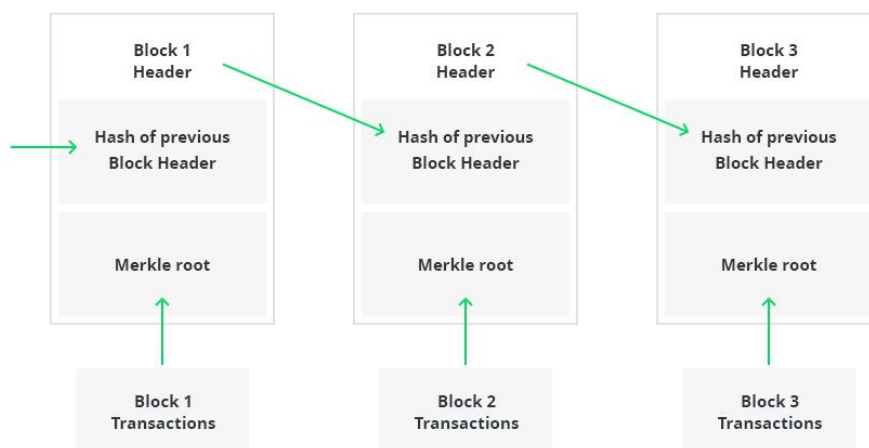 Block 1
Header
Block 2
Header
Block 3
Header
Hash of previous
Block Header
Hash of previous
Block Header
Hash of previous
Block Header
Merkle root
Merkle root
Merkle root
Block 1
Transactions
Block 2
Transactions
Block 3
Transactions